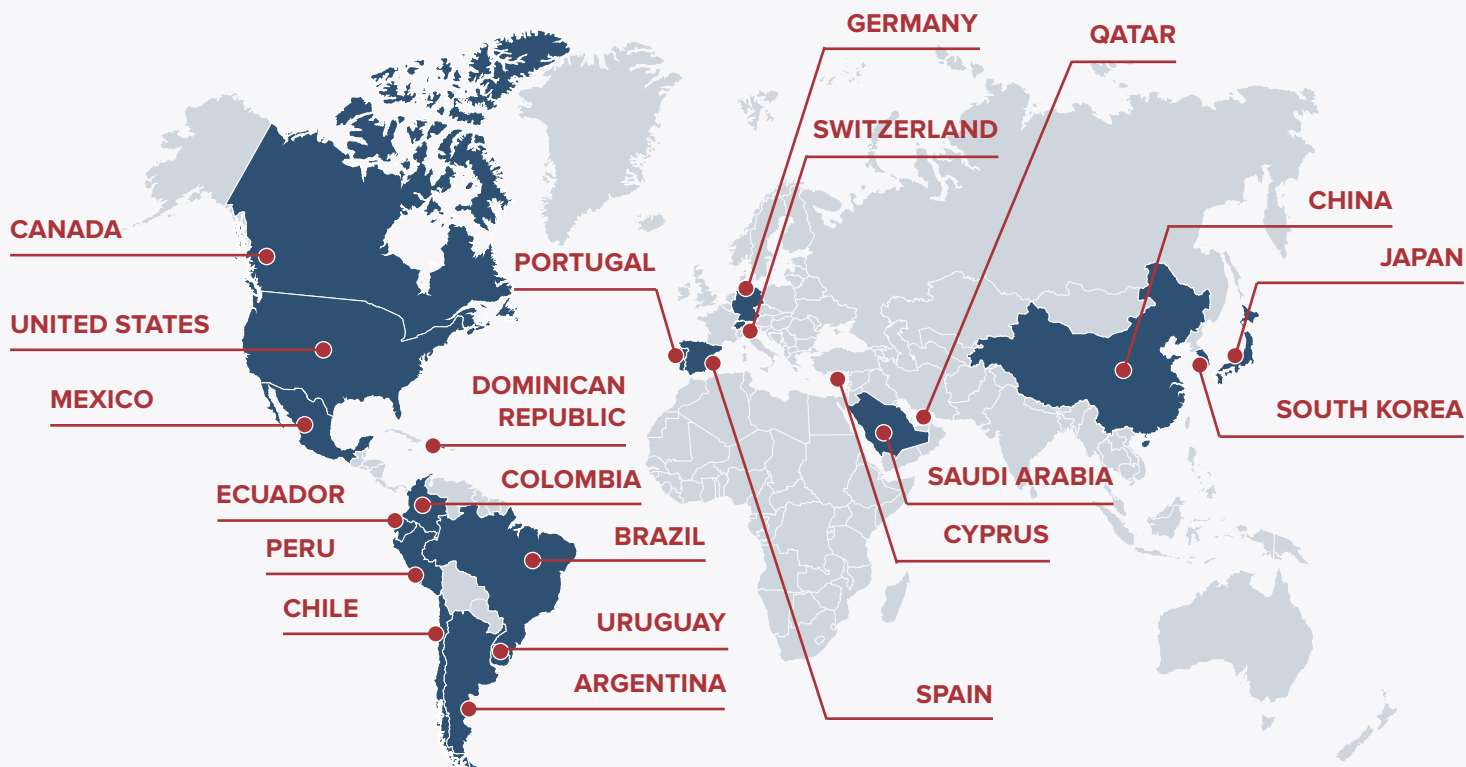 GERMANY
QATAR
SWITZERLAND
CHINA
CANADA
PORTUGAL
JAPAN
UNITED STATES
DOMINICAN
REPUBLIC
MEXICO
SOUTH KOREA
COLOMBIA
SAUDI ARABIA
ECUADOR
BRAZIL
CYPRUS
PERU
CHILE
URUGUAY
ARGENTINA
SPAIN